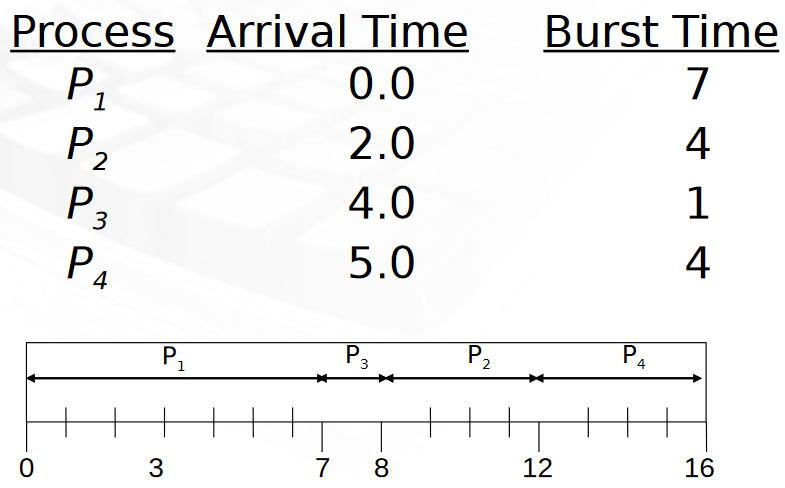 Process Arrival Time Burst Time
P1 0.0 7
P2 2.0 4
P3 4.0 1
P4 5.0 4
P1 P3 P2 P4
0 3 7 8 12 16